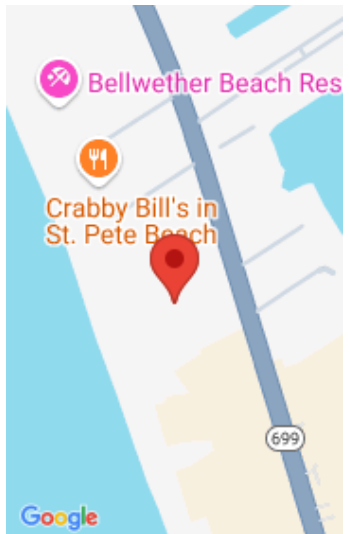 Bellwether Beach Res
Crabby Bill's in
St. Pete Beach
699
Google